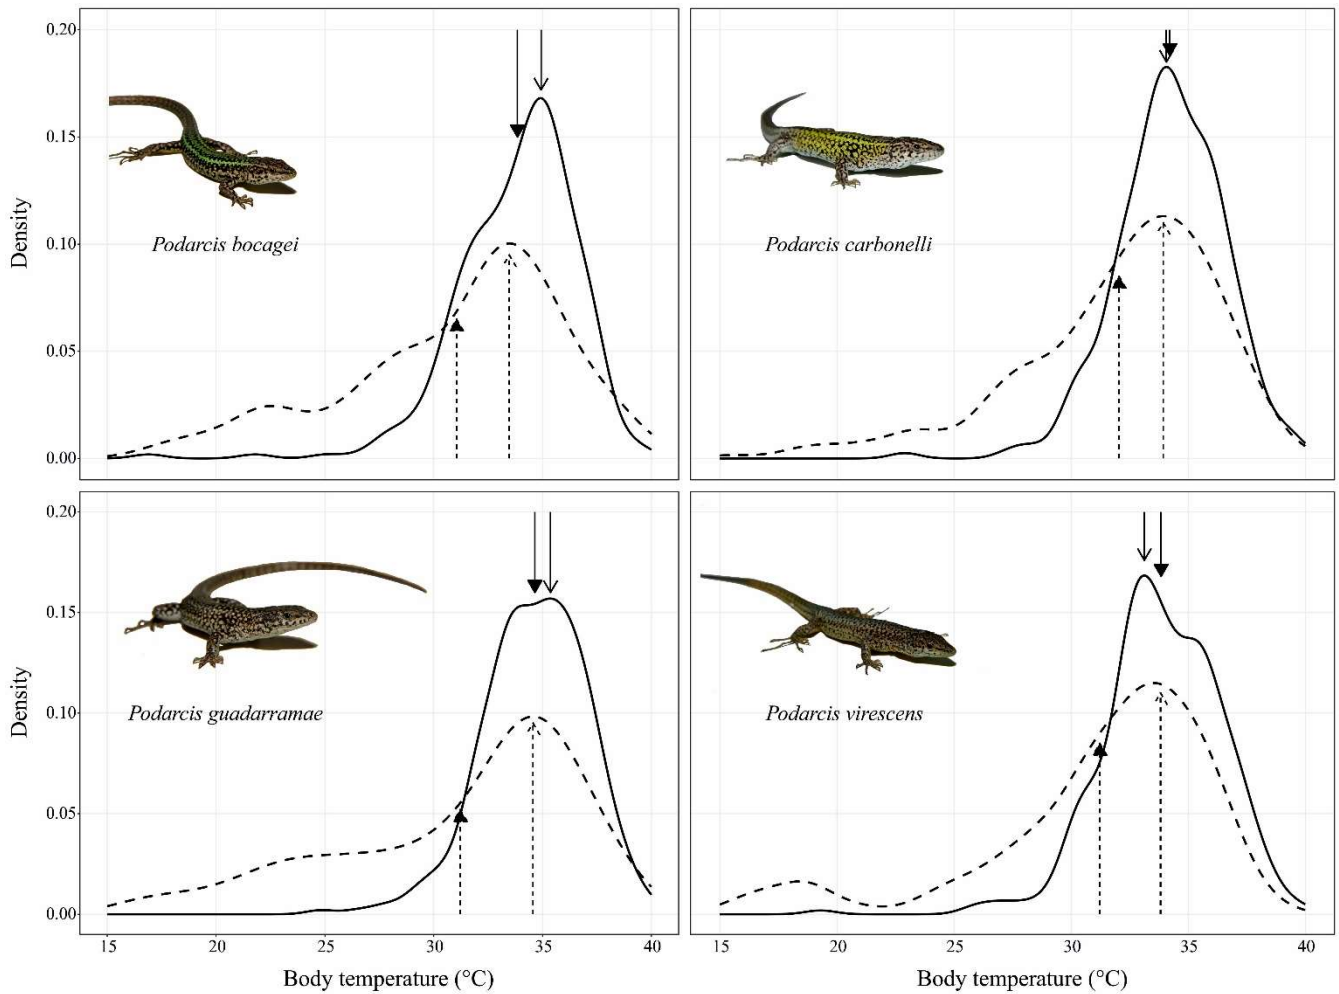 0.20
0.15
0.10
0.05
0.00
Density
Podarcis bocagei
Podarcis carbonelli
0.20
0.15
0.10
0.05
0.00
Density
Podarcis guadarramae
Podarcis virescens
15 20 25 30 35 40
15 20 25 30 35 40
Body temperature (°C)
Body temperature (°C)